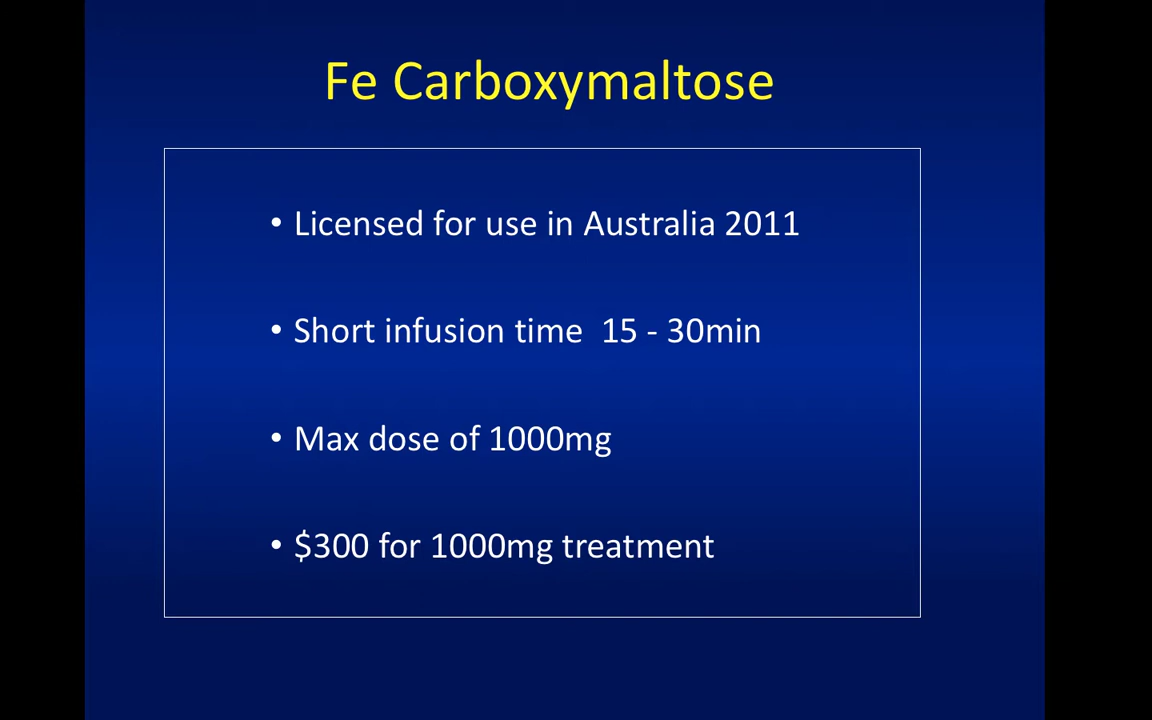 Fe Carboxymaltose
• Licensed for use in Australia 2011
• Short infusion time  15 - 30min
• Max dose of 1000mg
• $300 for 1000mg treatment